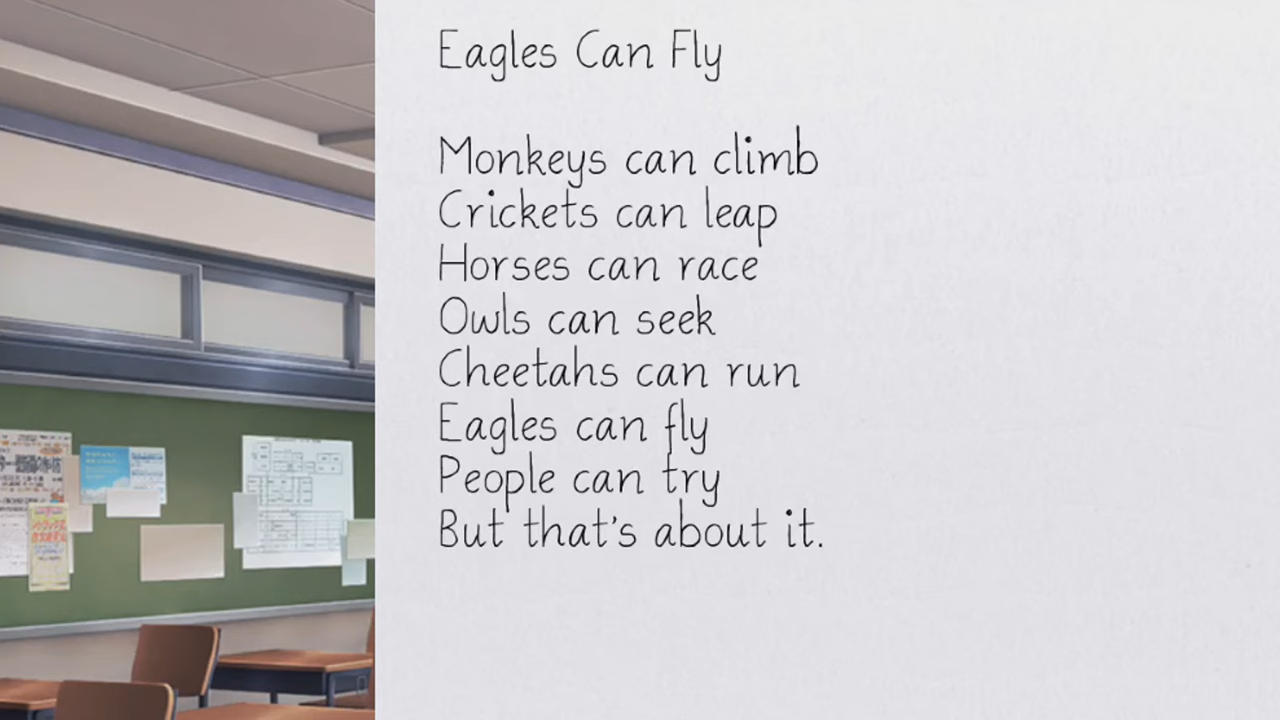 Eagles Can Fly
Monkeys can climb
Crickets can leap
Horses can race
Owls can seek
Cheetahs can run
Eagles can fly
People can try
But that's about it.